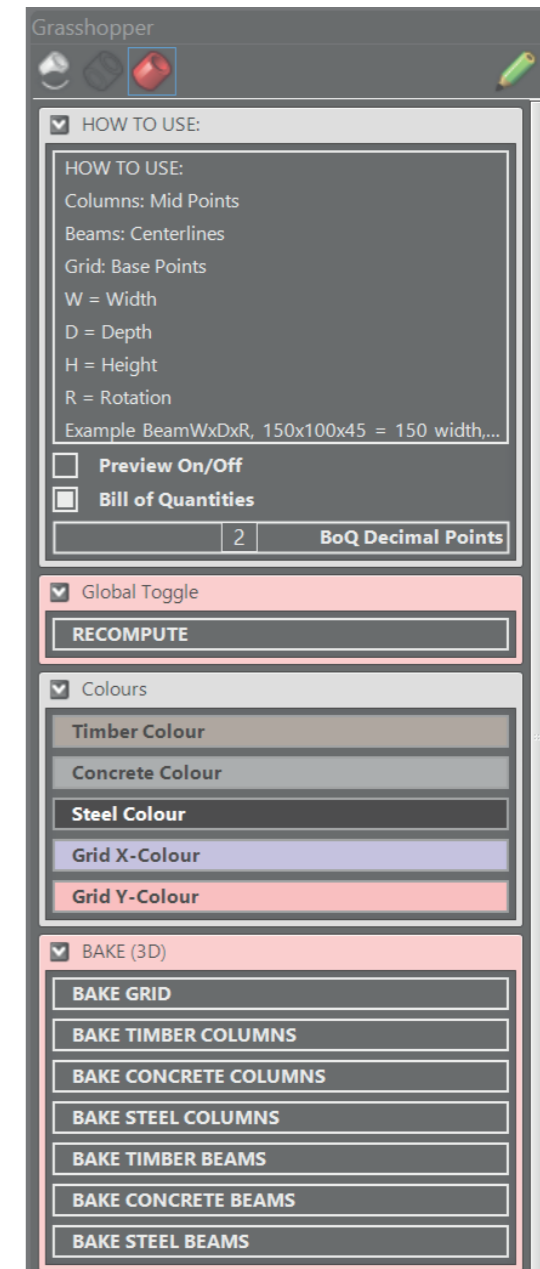 Grasshopper
HOW TO USE:
HOW TO USE:
Columns: Mid Points
Beams: Centerlines
Grid: Base Points
W = Width
D = Depth
H = Height
R = Rotation
Example BeamWxDxR, 150x100x45 = 150 width,...
Preview On/Off
Bill of Quantities
2 BoQ Decimal Points
Global Toggle
RECOMPUTE
Colours
Timber Colour
Concrete Colour
Steel Colour
Grid X-Colour
Grid Y-Colour
BAKE (3D)
BAKE GRID
BAKE TIMBER COLUMNS
BAKE CONCRETE COLUMNS
BAKE STEEL COLUMNS
BAKE TIMBER BEAMS
BAKE CONCRETE BEAMS
BAKE STEEL BEAMS